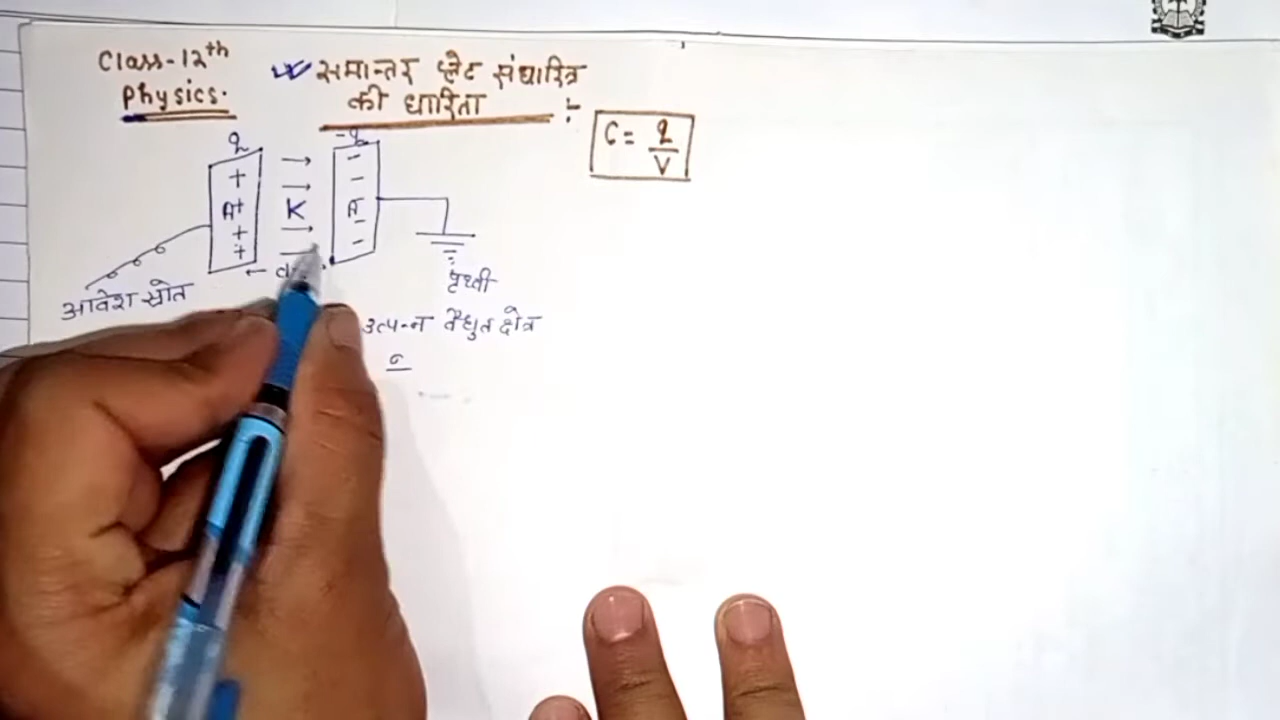 Class-12th
Physics.
समान्तर प्लेट संधारित्र
की धारिता :-
C = q/V
q
-q
+
+
A+
K
A
+
+
आवेश स्रोत
पृथ्वी
उत्पन्न वैद्युत क्षेत्र
σ